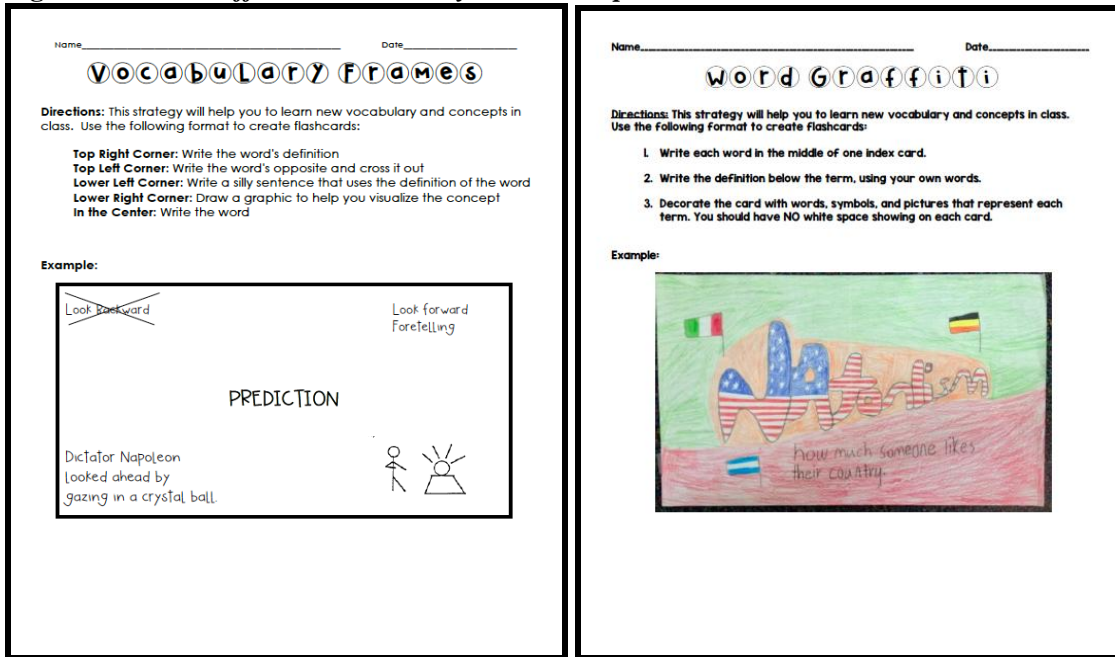 Name
Date
Vocabulary Frames
Directions: This strategy will help you to learn new vocabulary and concepts in
class. Use the following format to create flashcards:
Top Right Corner: Write the word's definition
Top Left Corner: Write the word's opposite and cross it out
Lower Left Corner: Write a silly sentence that uses the definition of the word
Lower Right Corner: Draw a graphic to help you visualize the concept
In the Center: Write the word
Example:
Look Backward
Look forward
Foretelling
PREDICTION
Dictator Napoleon
Looked ahead by
gazing in a crystal ball.
Name
Date
Word Graffiti
Directions: This strategy will help you to learn new vocabulary and concepts in class.
Use the following format to create flashcards:
1. Write each word in the middle of one index card.
2. Write the definition below the term, using your own words.
3. Decorate the card with words, symbols, and pictures that represent each
term. You should have NO white space showing on each card.
Example:
how much someone likes
their country.